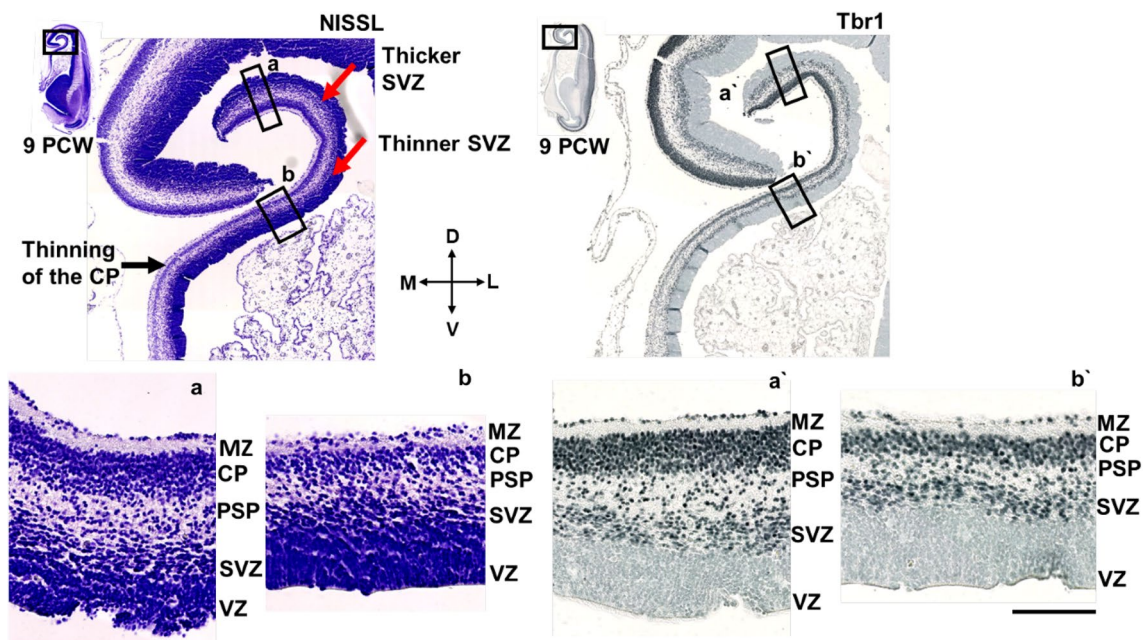 NISSL
Tbr1
a
Thicker
SVZ
a`
9 PCW
Thinner SVZ
9 PCW
b
b`
Thinning
of the CP
D
M
L
V
a
b
a`
b`
MZ
CP
PSP
SVZ
VZ
MZ
CP
PSP
SVZ
VZ
MZ
CP
PSP
SVZ
VZ
MZ
CP
PSP
SVZ
VZ